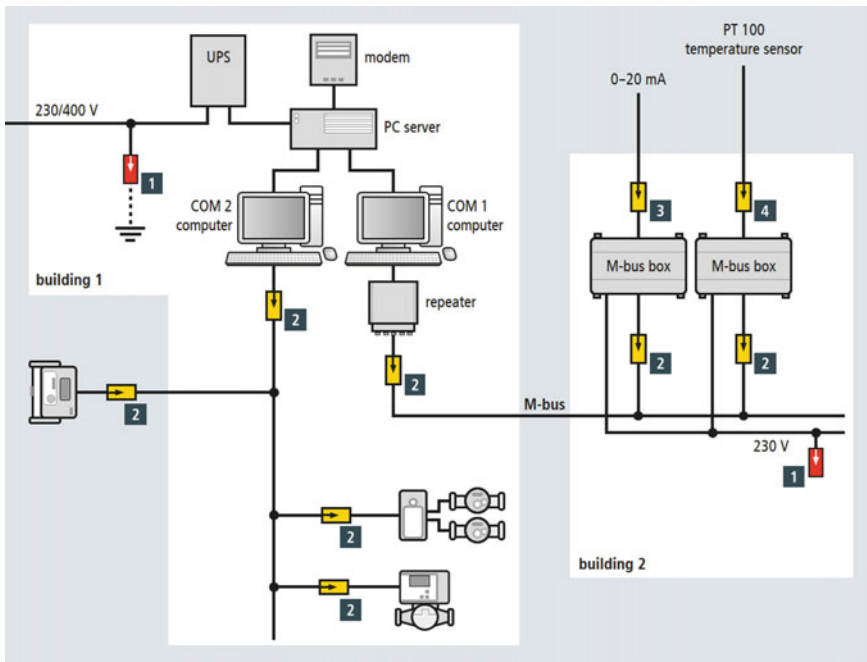 PT 100
temperature sensor
UPS
modem
0–20 mA
230/400 V
PC server
1
3
4
COM 2
computer
COM 1
computer
M-bus box
M-bus box
building 1
repeater
2
2
2
2
2
M-bus
230 V
1
2
building 2
2